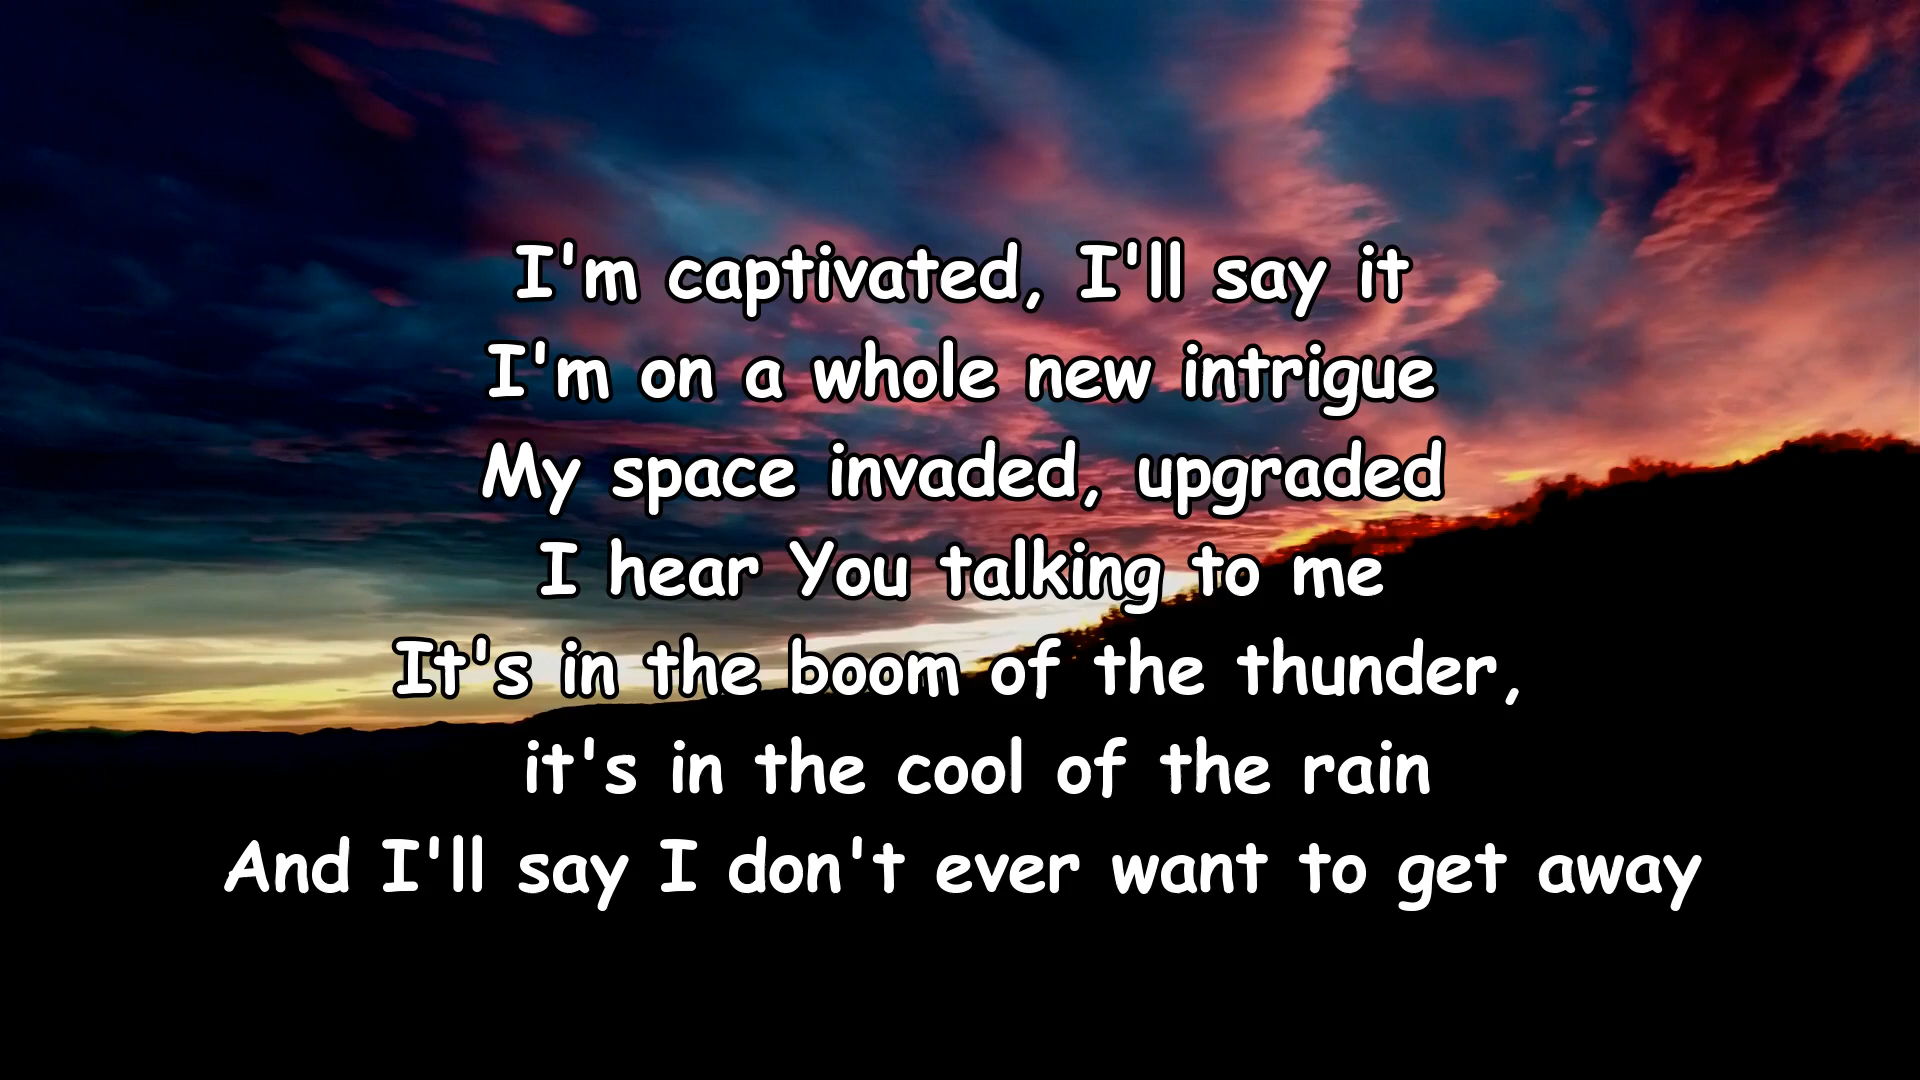 I'm captivated, I'll say it
I'm on a whole new intrigue
My space invaded, upgraded
I hear You talking to me
It's in the boom of the thunder,
it's in the cool of the rain
And I'll say I don't ever want to get away